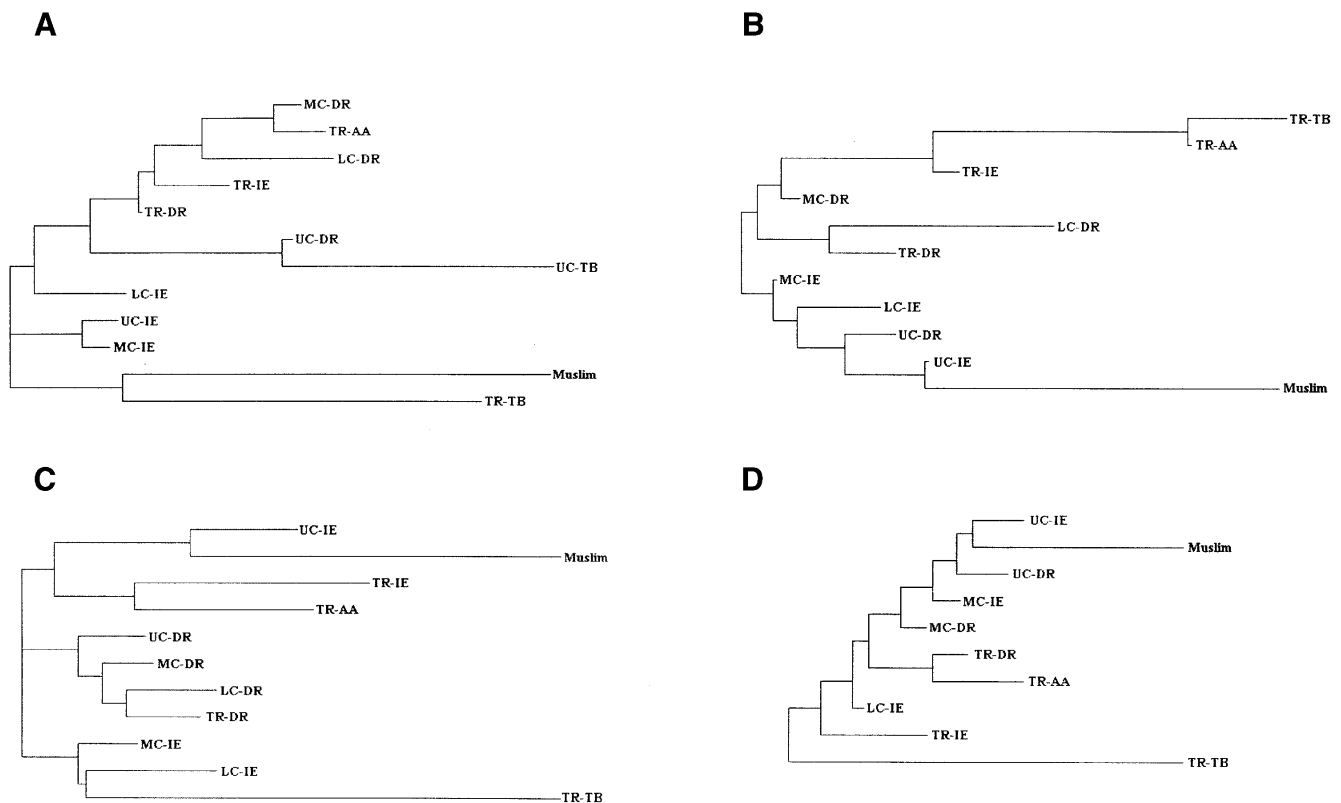 A
MC-DR
TR-AA
LC-DR
TR-IE
TR-DR
UC-DR
UC-TB
LC-IE
UC-IE
MC-IE
Muslim
TR-TB
B
TR-TB
TR-AA
TR-IE
MC-DR
LC-DR
TR-DR
MC-IE
LC-IE
UC-DR
UC-IE
Muslim
C
UC-IE
Muslim
TR-IE
TR-AA
UC-DR
MC-DR
LC-DR
TR-DR
MC-IE
LC-IE
TR-TB
D
UC-IE
Muslim
UC-DR
MC-IE
MC-DR
TR-DR
TR-AA
LC-IE
TR-IE
TR-TB